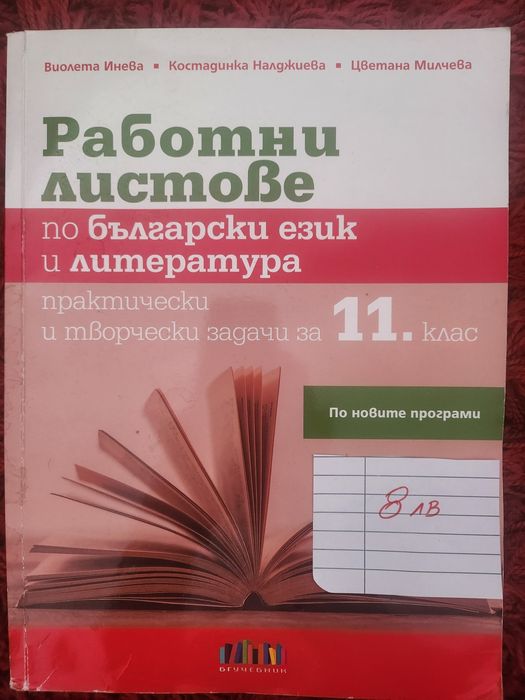 Виолета Инева ▪ Костадинка Налджиева ▪ Цветана Милчева
Работни
листове
по български език
и литература
практически
и творчески задачи за 11. клас
По новите програми
8 лв
БГУЧЕБНИК